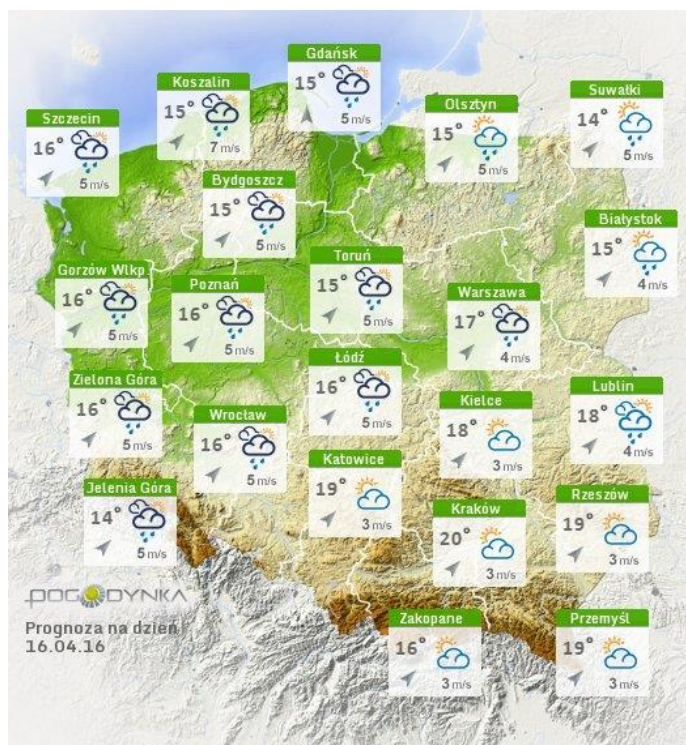 Gdańsk
15°
5 m/s
Koszalin
15°
7 m/s
Suwałki
14°
5 m/s
Olsztyn
15°
5 m/s
Szczecin
16°
5 m/s
Bydgoszcz
15°
5 m/s
Białystok
15°
4 m/s
Toruń
15°
5 m/s
Gorzów Wlkp.
16°
5 m/s
Poznań
16°
5 m/s
Warszawa
17°
4 m/s
Łódź
16°
5 m/s
Zielona Góra
16°
5 m/s
Lublin
18°
4 m/s
Kielce
18°
3 m/s
Wrocław
16°
5 m/s
Katowice
19°
3 m/s
Jelenia Góra
14°
5 m/s
Rzeszów
19°
3 m/s
Kraków
20°
3 m/s
POGODYNKA
Prognoza na dzień
16.04.16
Zakopane
16°
3 m/s
Przemyśl
19°
3 m/s